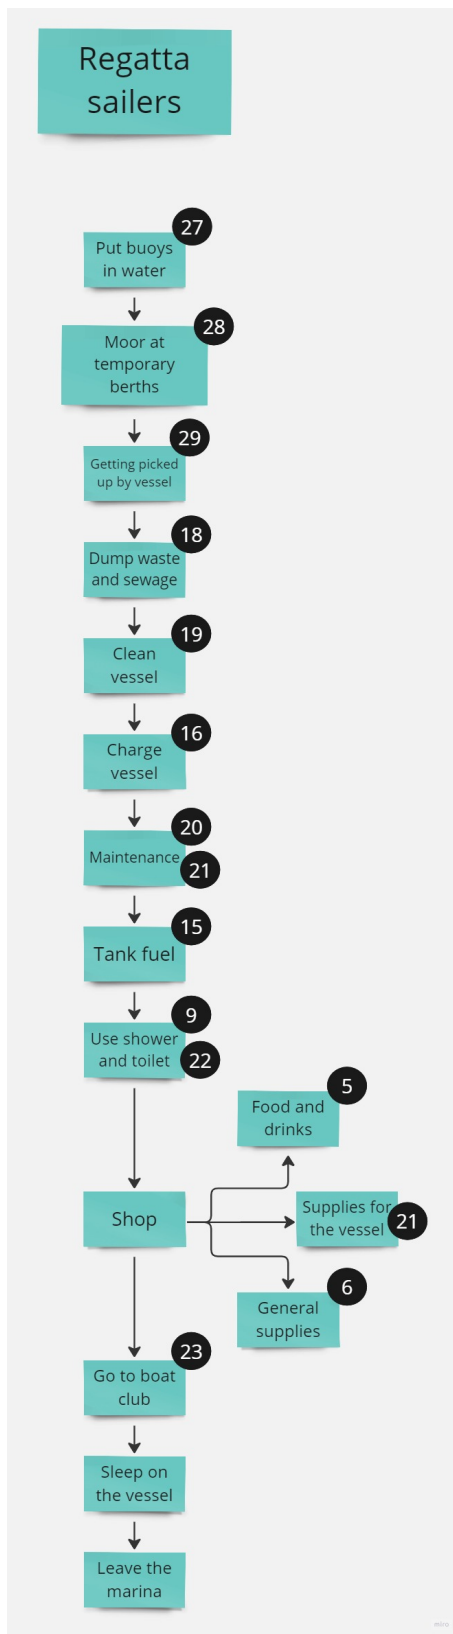 Regatta
sailers
27
Put buoys
in water
28
Moor at
temporary
berths
29
Getting picked
up by vessel
18
Dump waste
and sewage
19
Clean
vessel
16
Charge
vessel
20
Maintenance
21
15
Tank fuel
9
Use shower
and toilet
22
5
Food and
drinks
Shop
Supplies for
the vessel
21
6
General
supplies
23
Go to boat
club
Sleep on
the vessel
Leave the
marina
miro